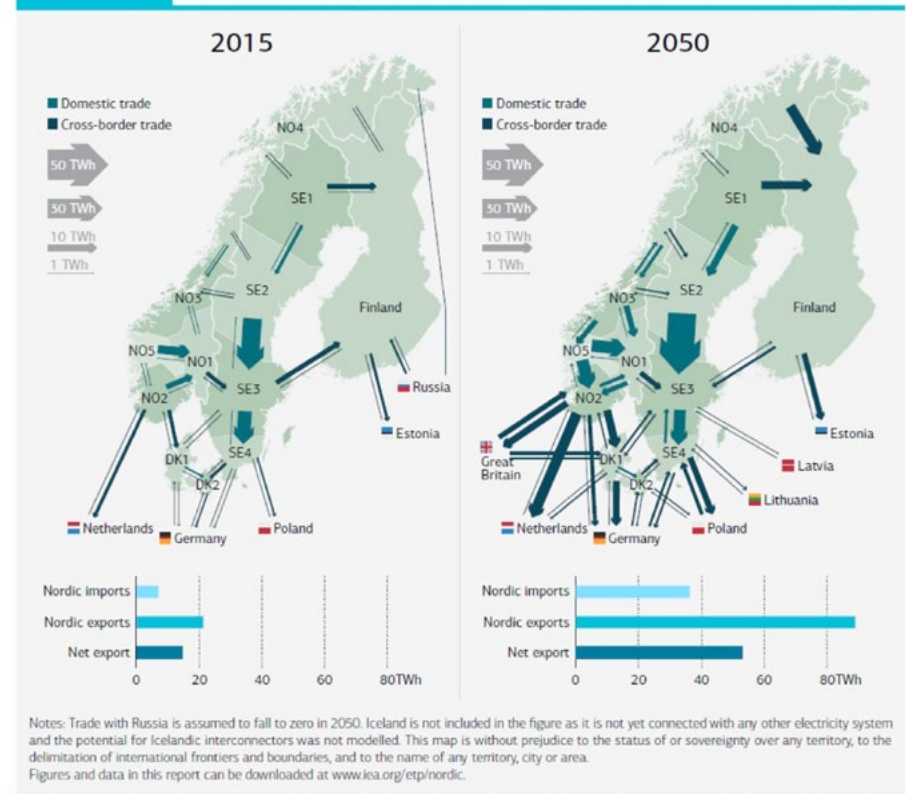 2015
Domestic trade
Cross-border trade
50 TWh
30 TWh
10 TWh
1 TWh
NO4
SE1
SE2
NO3
Finland
NO5
NO1
SE3
NO2
Russia
Estonia
DK1
SE4
DK2
Netherlands
Germany
Poland
Nordic imports
Nordic exports
Net export
0 20 40 60 80TWh
2050
Domestic trade
Cross-border trade
50 TWh
30 TWh
10 TWh
1 TWh
NO4
SE1
SE2
NO3
Finland
NO5
NO1
SE3
NO2
Great
Britain
Estonia
DK1
SE4
Latvia
DK2
Lithuania
Netherlands
Germany
Poland
Nordic imports
Nordic exports
Net export
0 20 40 60 80TWh
Notes: Trade with Russia is assumed to fall to zero in 2050. Iceland is not included in the figure as it is not yet connected with any other electricity system
and the potential for Icelandic interconnectors was not modelled. This map is without prejudice to the status of or sovereignty over any territory, to the
delimitation of international frontiers and boundaries, and to the name of any territory, city or area.
Figures and data in this report can be downloaded at www.iea.org/etp/nordic.